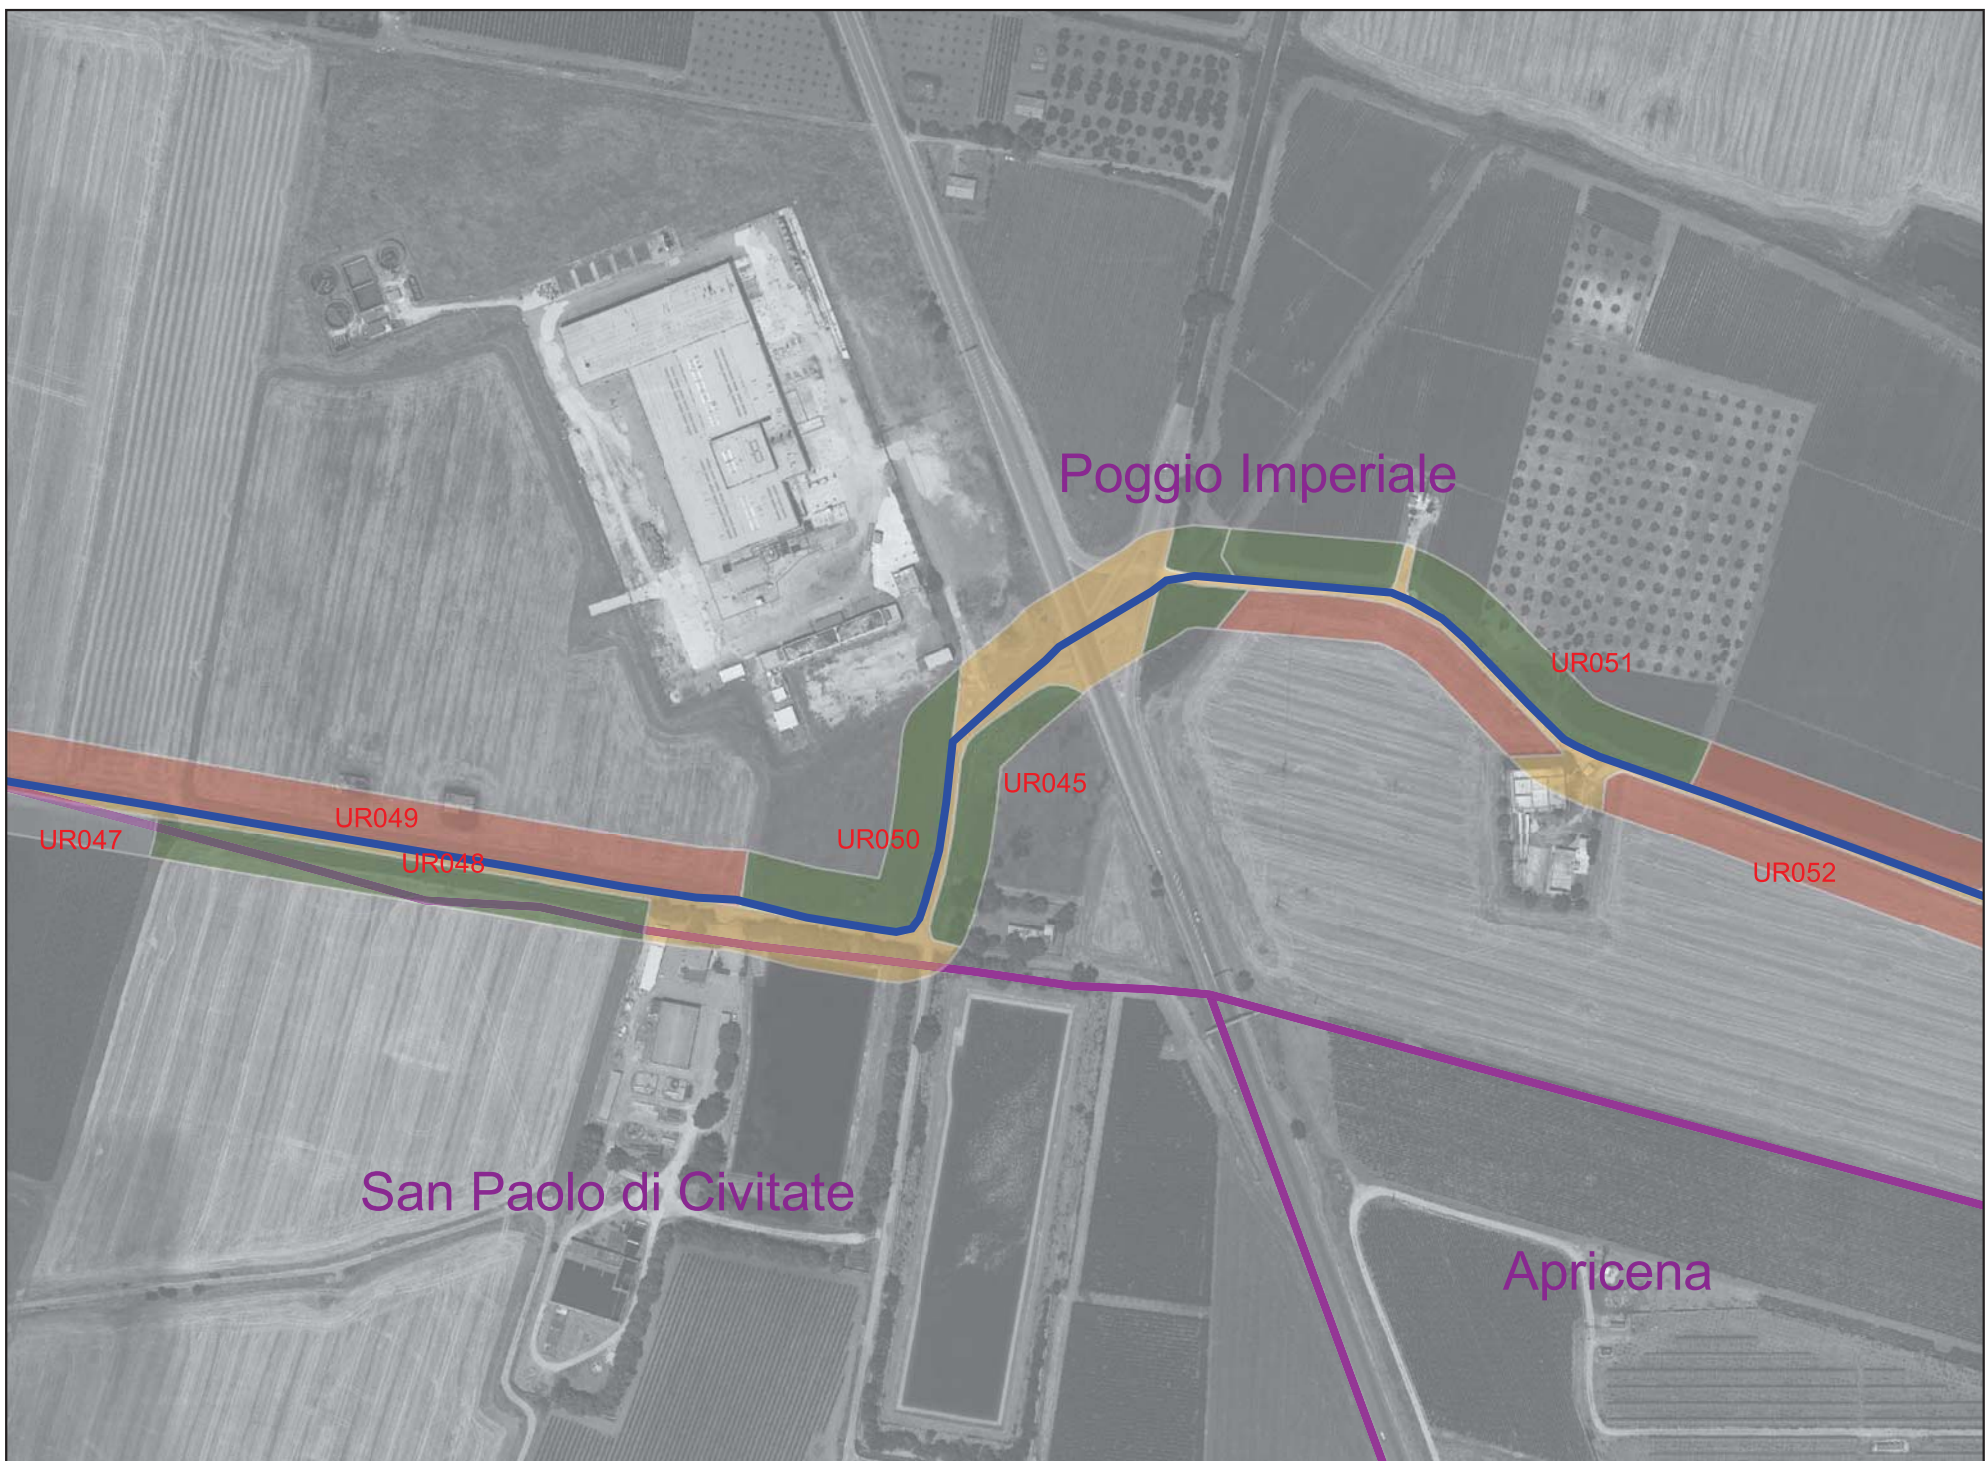 Poggio Imperiale
UR051
UR045
UR049
UR050
UR047
UR048
UR052
San Paolo di Civitate
Apricena